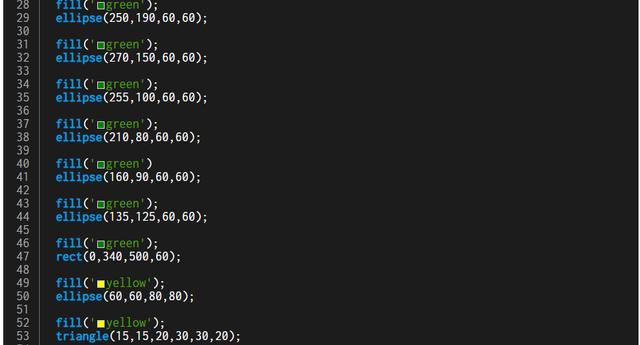 28 fill('green');
29 ellipse(250,190,60,60);
30
31 fill('green');
32 ellipse(270,150,60,60);
33
34 fill('green');
35 ellipse(255,100,60,60);
36
37 fill('green');
38 ellipse(210,80,60,60);
39
40 fill('green')
41 ellipse(160,90,60,60);
42
43 fill('green');
44 ellipse(135,125,60,60);
45
46 fill('green');
47 rect(0,340,500,60);
48
49 fill('yellow');
50 ellipse(60,60,80,80);
51
52 fill('yellow');
53 triangle(15,15,20,30,30,20);